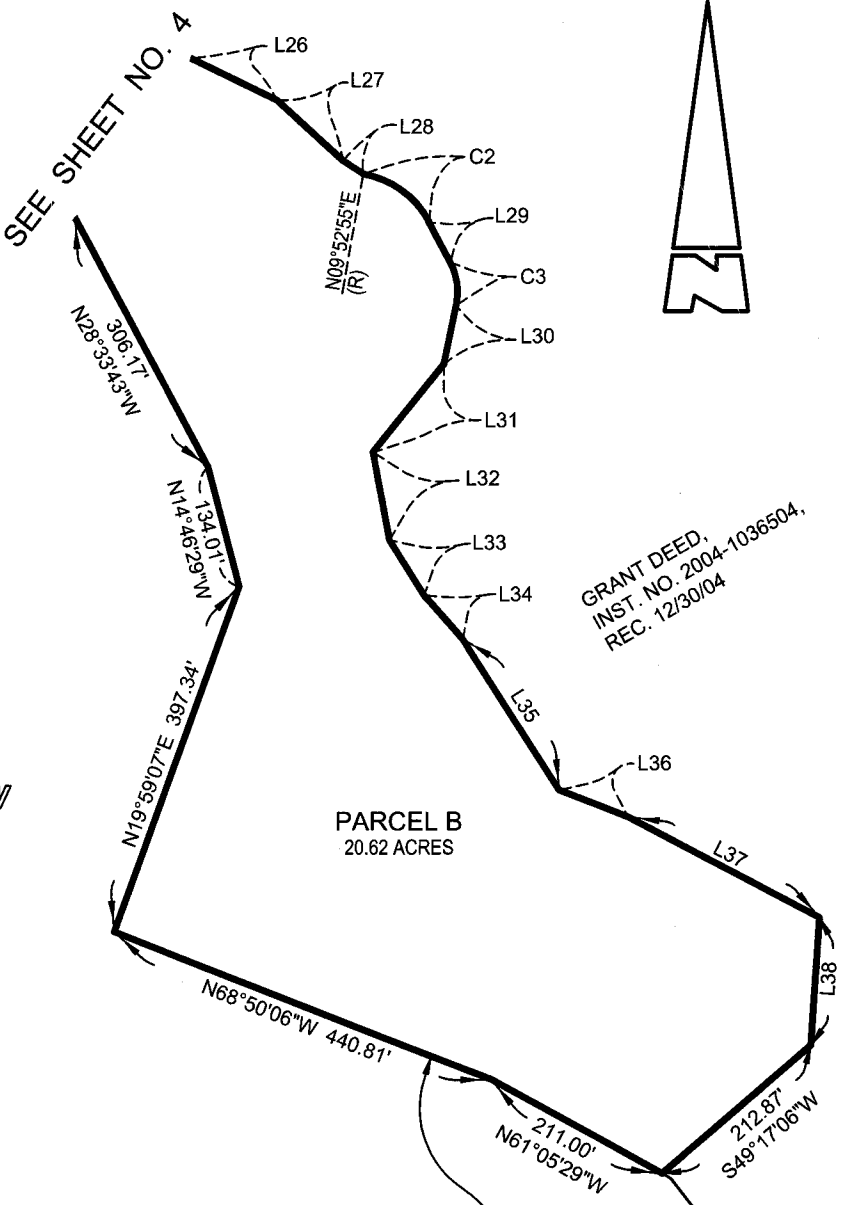 SEE SHEET NO. 4
L26
L27
L28
C2
N09°52'55"E
(R)
L29
C3
L30
L31
L32
L33
L34
L35
L36
L37
L38
N
306.17'
N28°33'43"W
134.01'
N14°46'29"W
N19°59'07"E 397.34'
GRANT DEED,
INST. NO. 2004-1036504,
REC. 12/30/04
PARCEL B
20.62 ACRES
N68°50'06"W 440.81'
211.00'
N61°05'29"W
212.87'
S49°17'06"W